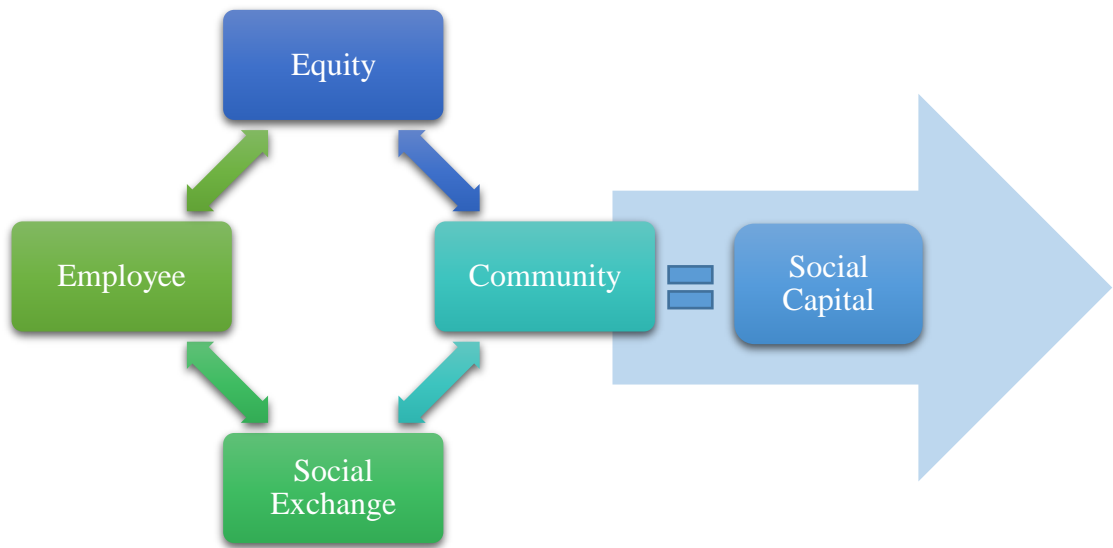 Equity
Employee
Community
Social
Capital
Social
Exchange